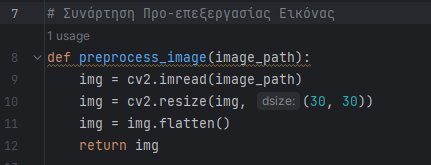 7 # Συνάρτηση Προ-επεξεργασίας Εικόνας
1 usage
8 def preprocess_image(image_path):
9 img = cv2.imread(image_path)
10 img = cv2.resize(img, dsize: (30, 30))
11 img = img.flatten()
12 return img